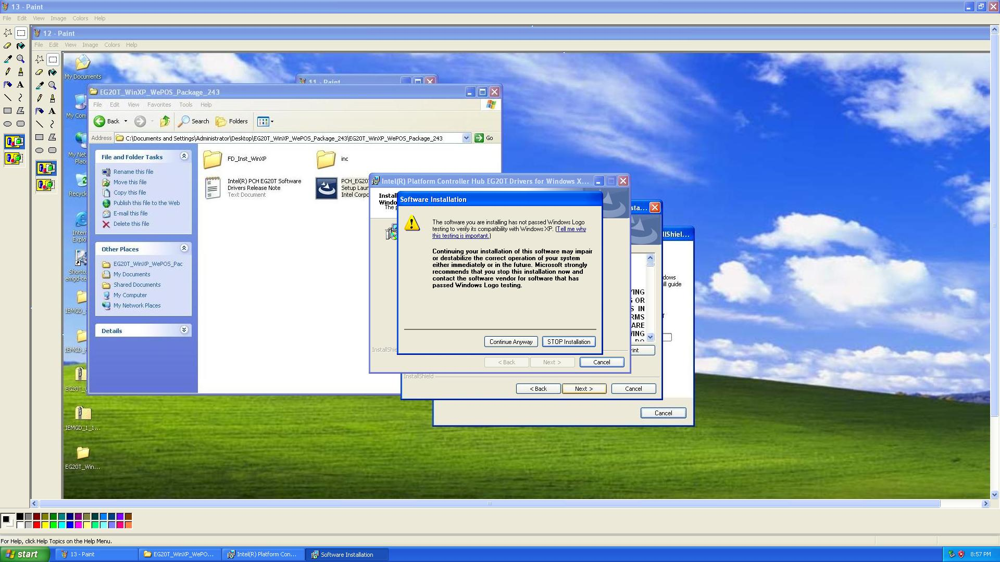 13 - Paint
File Edit View Image Colors Help
12 - Paint
File Edit View Image Colors Help
My Documents
11 - Paint
EG20T_WinXP_WePOS_Package_243
File Edit View Favorites Tools Help
Back Search Folders
Address C:\Documents and Settings\Administrator\Desktop\EG20T_WinXP_WePOS_Package_243\EG20T_WinXP_WePOS_Package_243 Go
My Com
My Net
Place
Recycle
Intern
Explo
Shortc
emgd-ce
IEMGD_
IEMGD_
EG20T_
IEMGD_1_1...
EG20T_Win...
File and Folder Tasks
Rename this file
Move this file
Copy this file
Publish this file to the Web
E-mail this file
Delete this file
Other Places
EG20T_WinXP_WePOS_Pac
My Documents
Shared Documents
My Computer
My Network Places
Details
FD_Inst_WinXP
inc
Intel(R) PCH EG20T Software
Drivers Release Note
Text Document
PCH_EG20
Setup Lau
Intel Corpo
Intel(R) Platform Controller Hub EG20T Drivers for Windows X...
Install
Windo
The p
Software Installation
The software you are installing has not passed Windows Logo
testing to verify its compatibility with Windows XP. (Tell me why
this testing is important.)
Continuing your installation of this software may impair
or destabilize the correct operation of your system
either immediately or in the future. Microsoft strongly
recommends that you stop this installation now and
contact the software vendor for software that has
passed Windows Logo testing.
Continue Anyway STOP Installation
InstallShie
< Back Next > Cancel
sta...
YING
OR
S IN
RMS
ARE
WING
DO
rint
InstallShield
< Back Next > Cancel
llShield...
dows
ill guide
r
Cancel
For Help, click Help Topics on the Help Menu.
start 13 - Paint EG20T_WinXP_WePO... Intel(R) Platform Con... Software Installation 8:57 PM